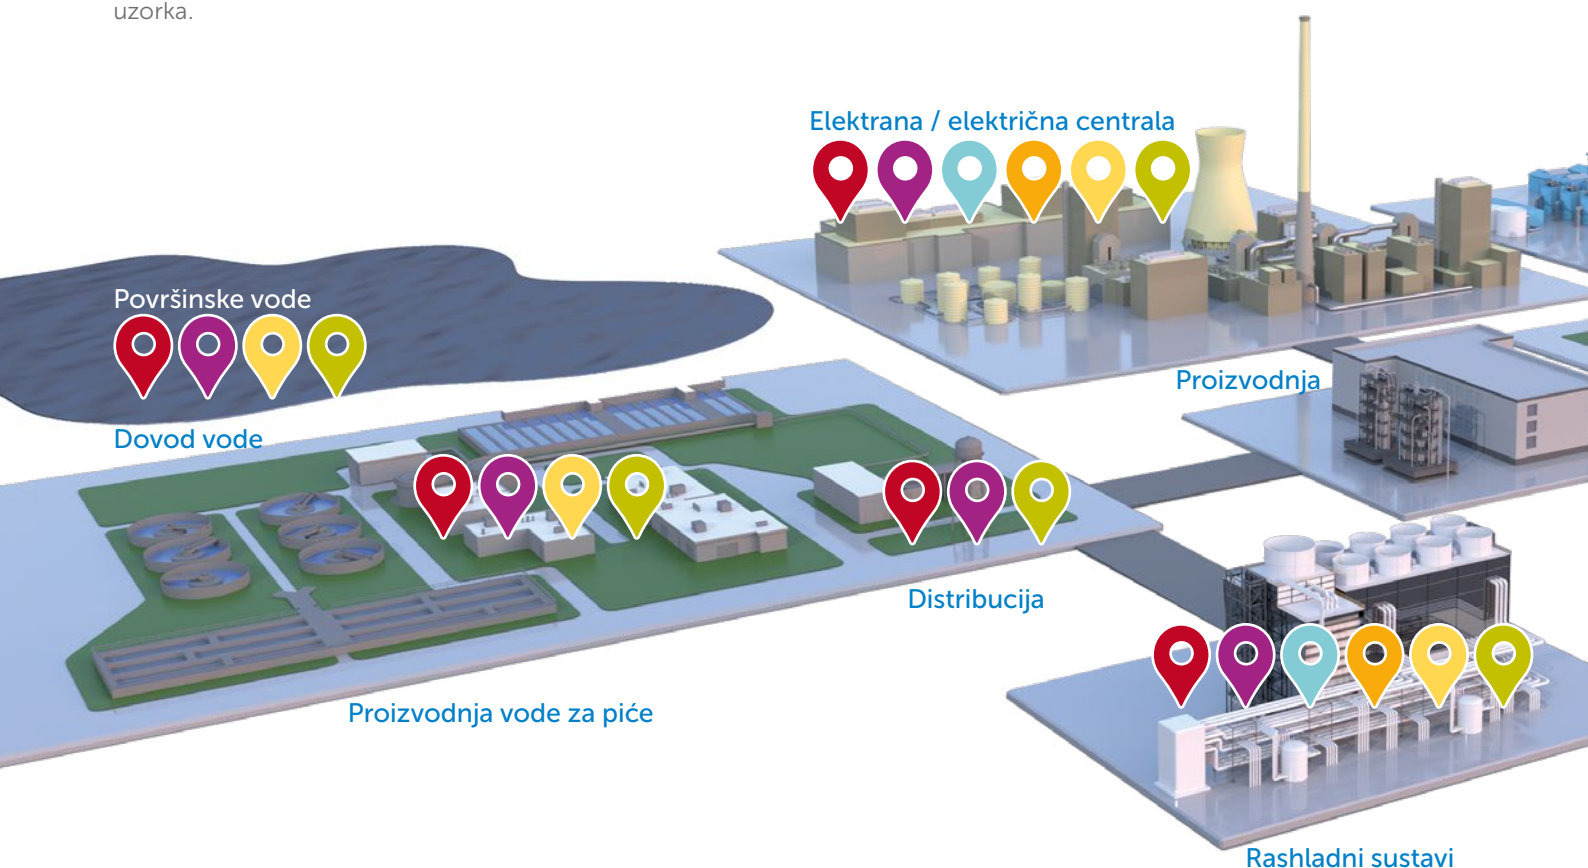 uzorka.
Elektrana / električna centrala
Površinske vode
Proizvodnja
Dovod vode
Distribucija
Proizvodnja vode za piće
Rashladni sustavi